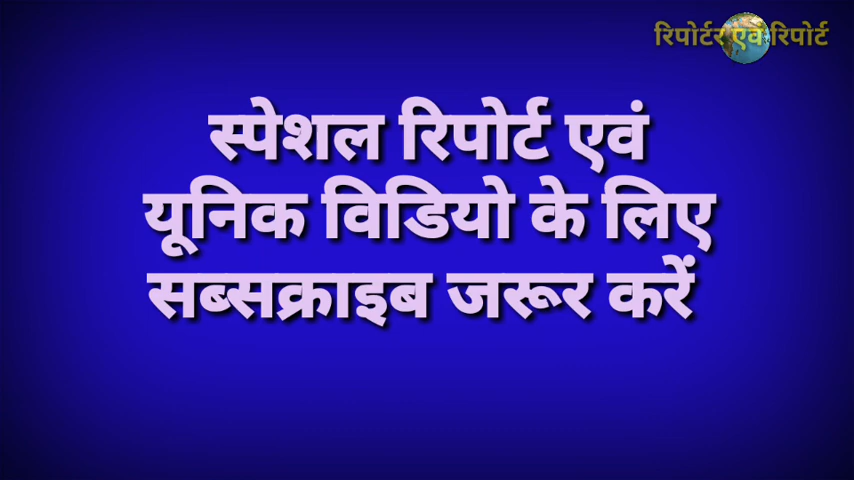 रिपोर्टर एवं रिपोर्ट
स्पेशल रिपोर्ट एवं
यूनिक विडियो के लिए
सब्सक्राइब जरूर करें